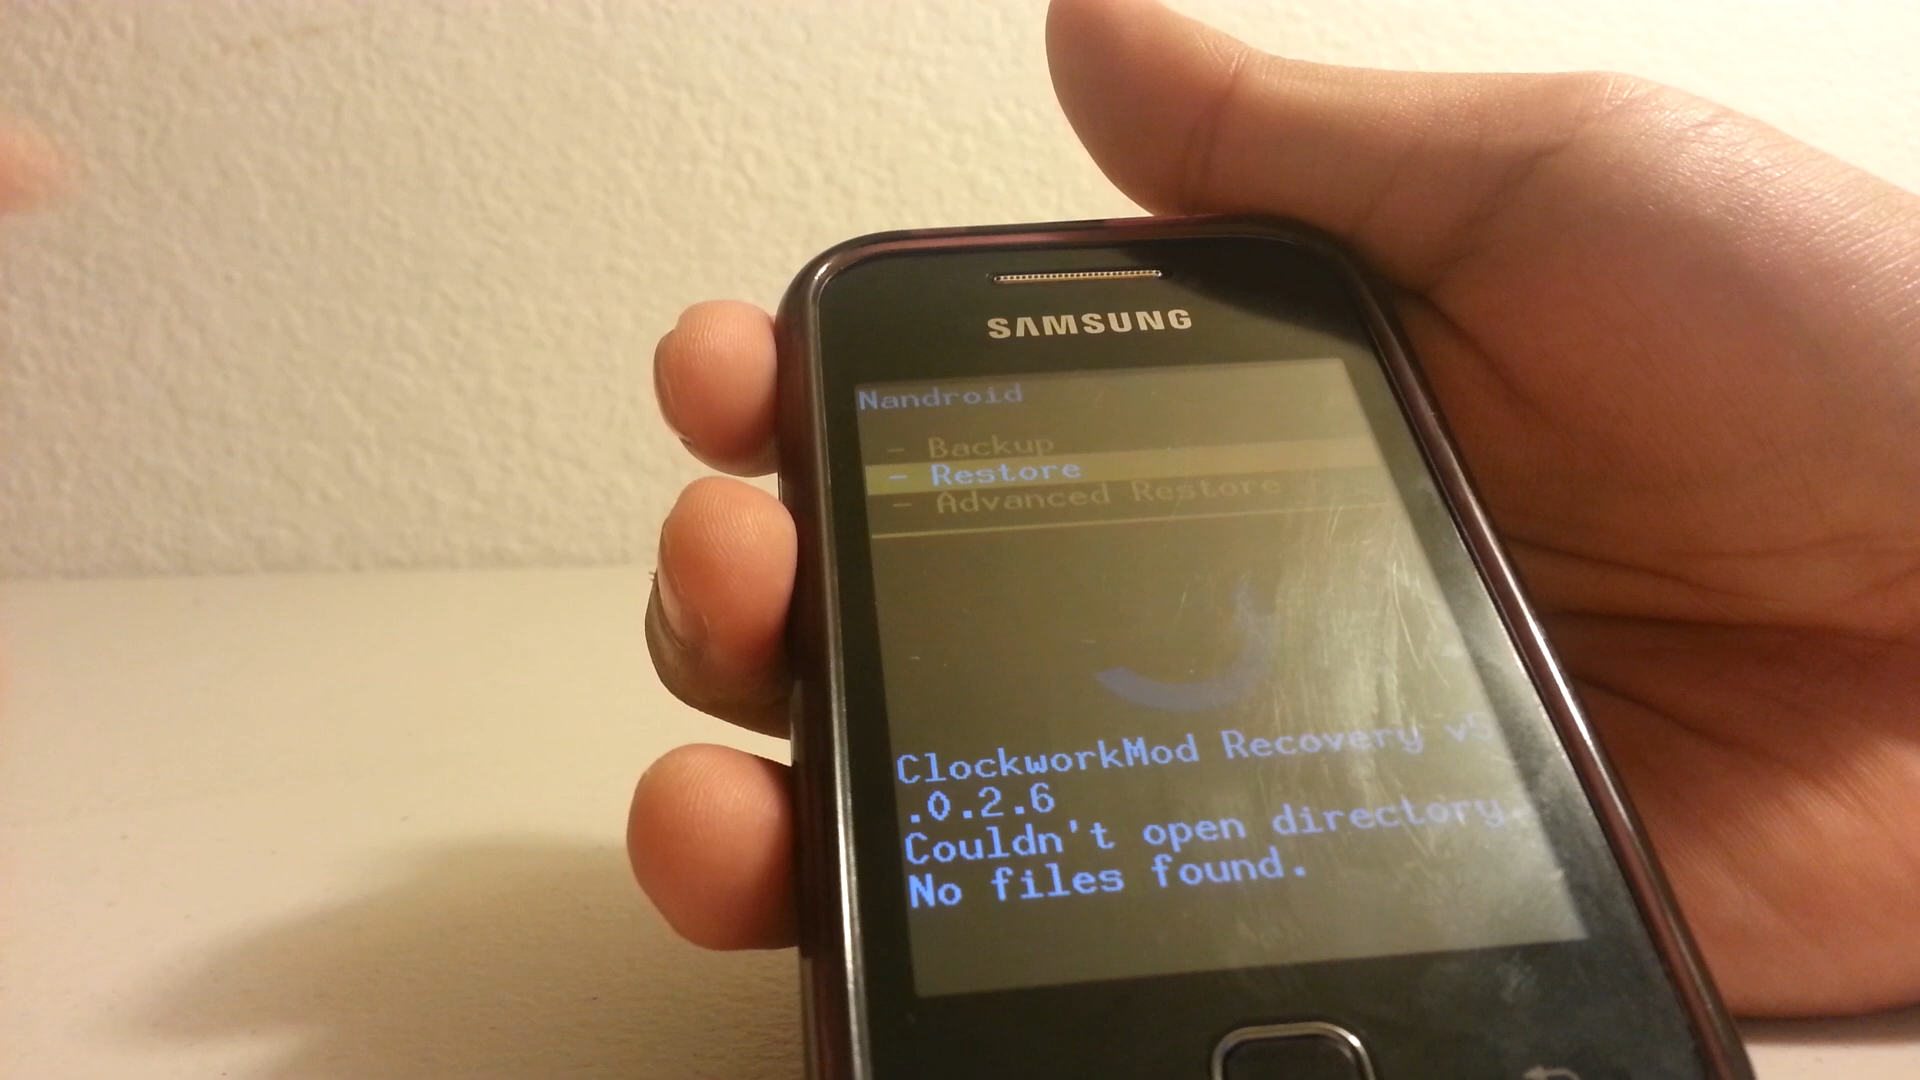 SAMSUNG
Nandroid
- Backup
- Restore
- Advanced Restore
ClockworkMod Recovery v5
.0.2.6
Couldn't open directory.
No files found.